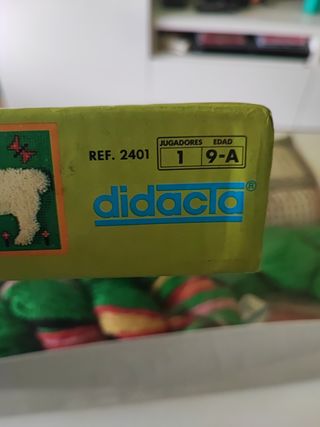 JUGADORES EDAD
REF. 2401 1 9-A
didacta®